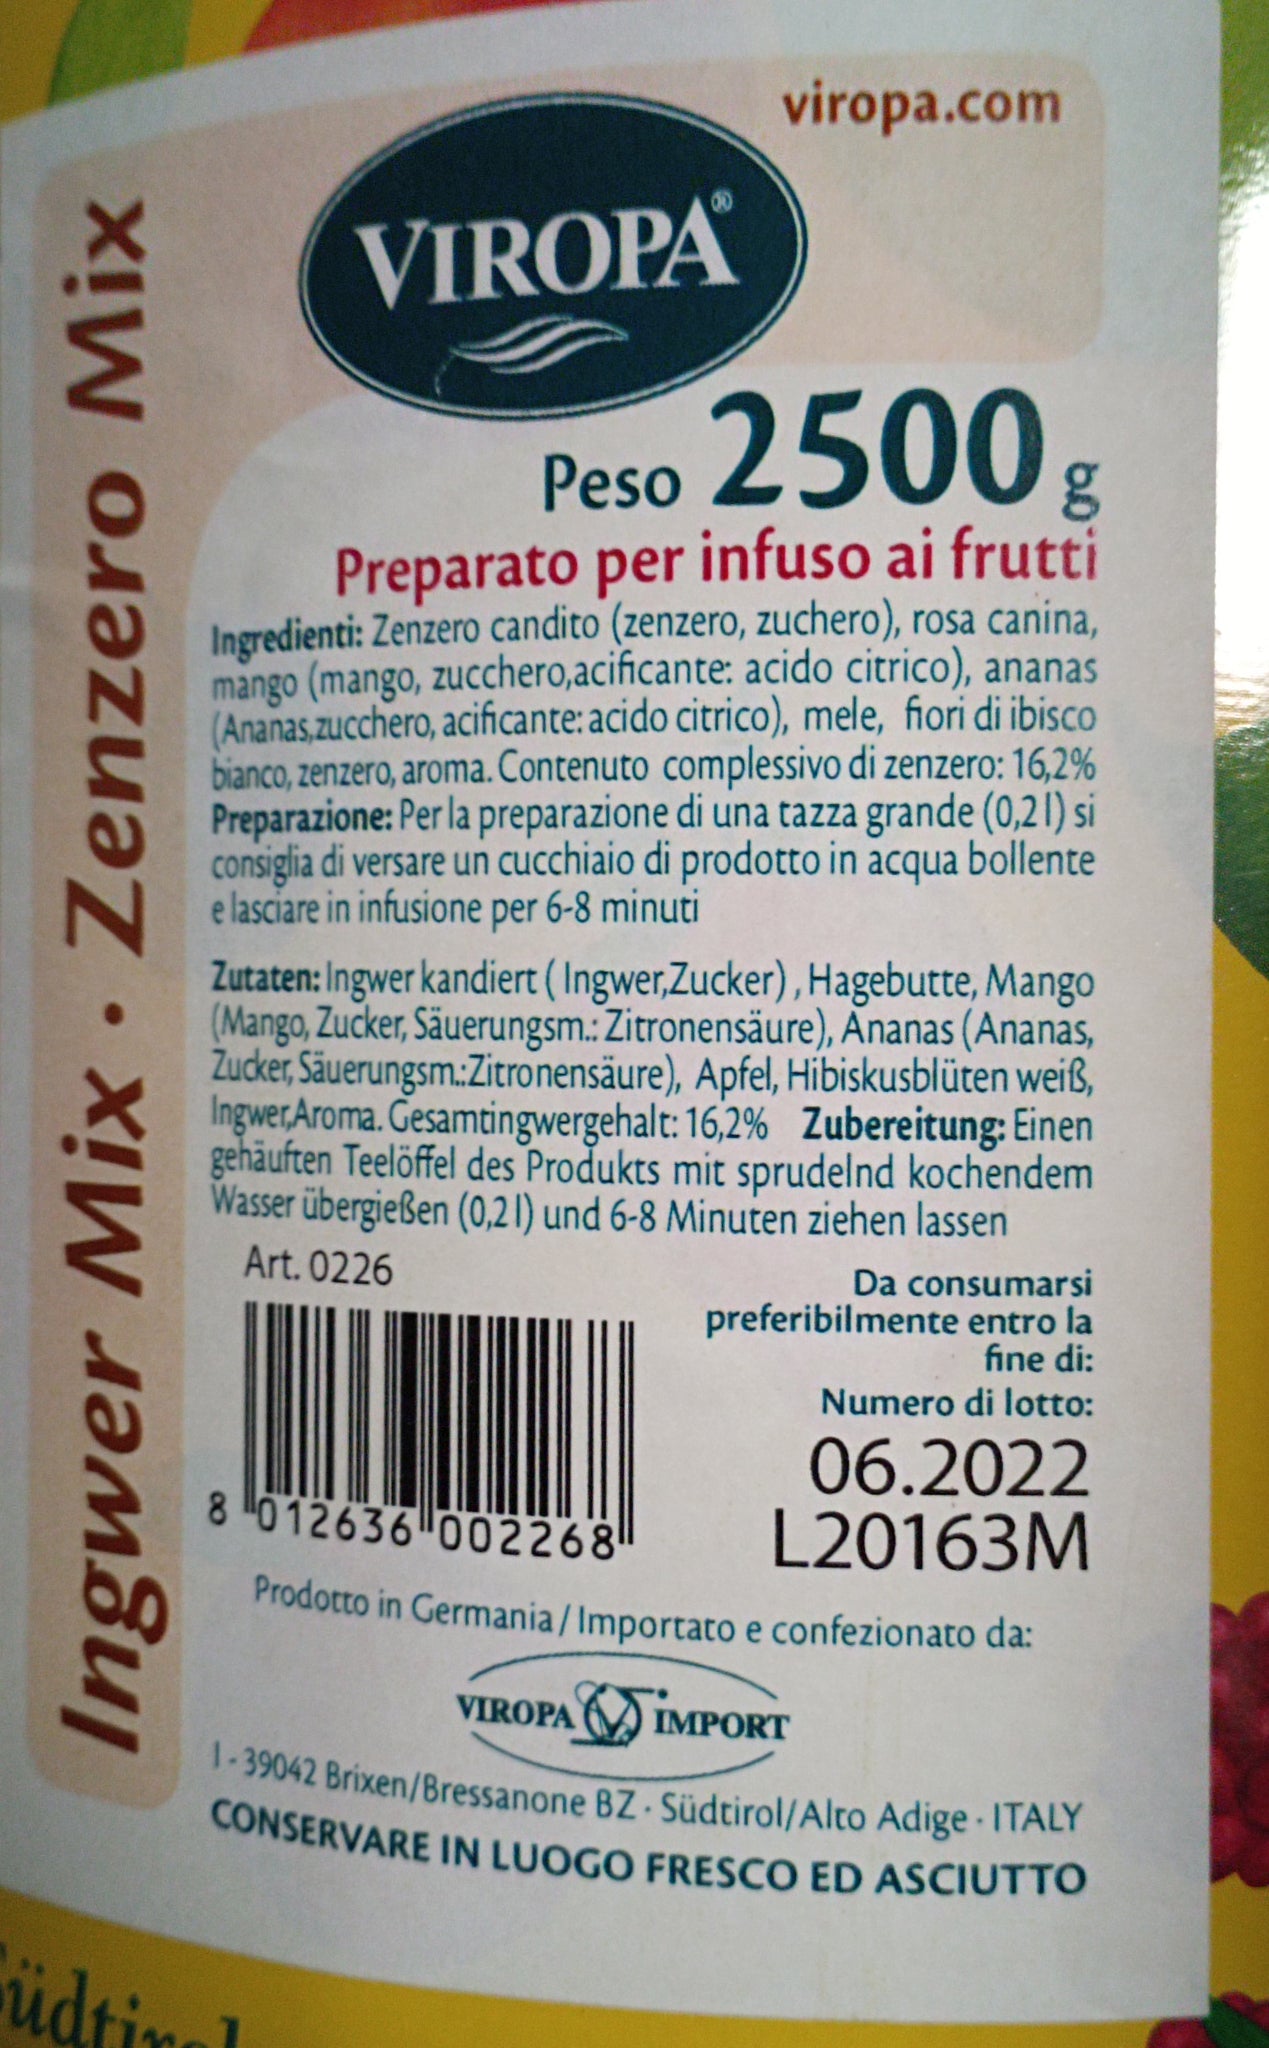 viropa.com
VIROPA®
Ingwer Mix · Zenzero Mix
Peso 2500 g
Preparato per infuso ai frutti
Ingredienti: Zenzero candito (zenzero, zuchero), rosa canina,
mango (mango, zucchero,acificante: acido citrico), ananas
(Ananas,zucchero, acificante: acido citrico), mele, fiori di ibisco
bianco, zenzero, aroma. Contenuto complessivo di zenzero: 16,2%
Preparazione: Per la preparazione di una tazza grande (0,2 l) si
consiglia di versare un cucchiaio di prodotto in acqua bollente
e lasciare in infusione per 6-8 minuti
Zutaten: Ingwer kandiert ( Ingwer,Zucker) , Hagebutte, Mango
(Mango, Zucker, Säuerungsm.: Zitronensäure), Ananas (Ananas,
Zucker, Säuerungsm.:Zitronensäure), Apfel, Hibiskusblüten weiß,
Ingwer,Aroma. Gesamtingwergehalt: 16,2% Zubereitung: Einen
gehäuften Teelöffel des Produkts mit sprudelnd kochendem
Wasser übergießen (0,2 l) und 6-8 Minuten ziehen lassen
Art. 0226
8 012636 002268
Da consumarsi
preferibilmente entro la
fine di:
Numero di lotto:
06.2022
L20163M
Prodotto in Germania / Importato e confezionato da:
VIROPA IMPORT
I - 39042 Brixen/Bressanone BZ · Südtirol/Alto Adige · ITALY
CONSERVARE IN LUOGO FRESCO ED ASCIUTTO
Südtirol